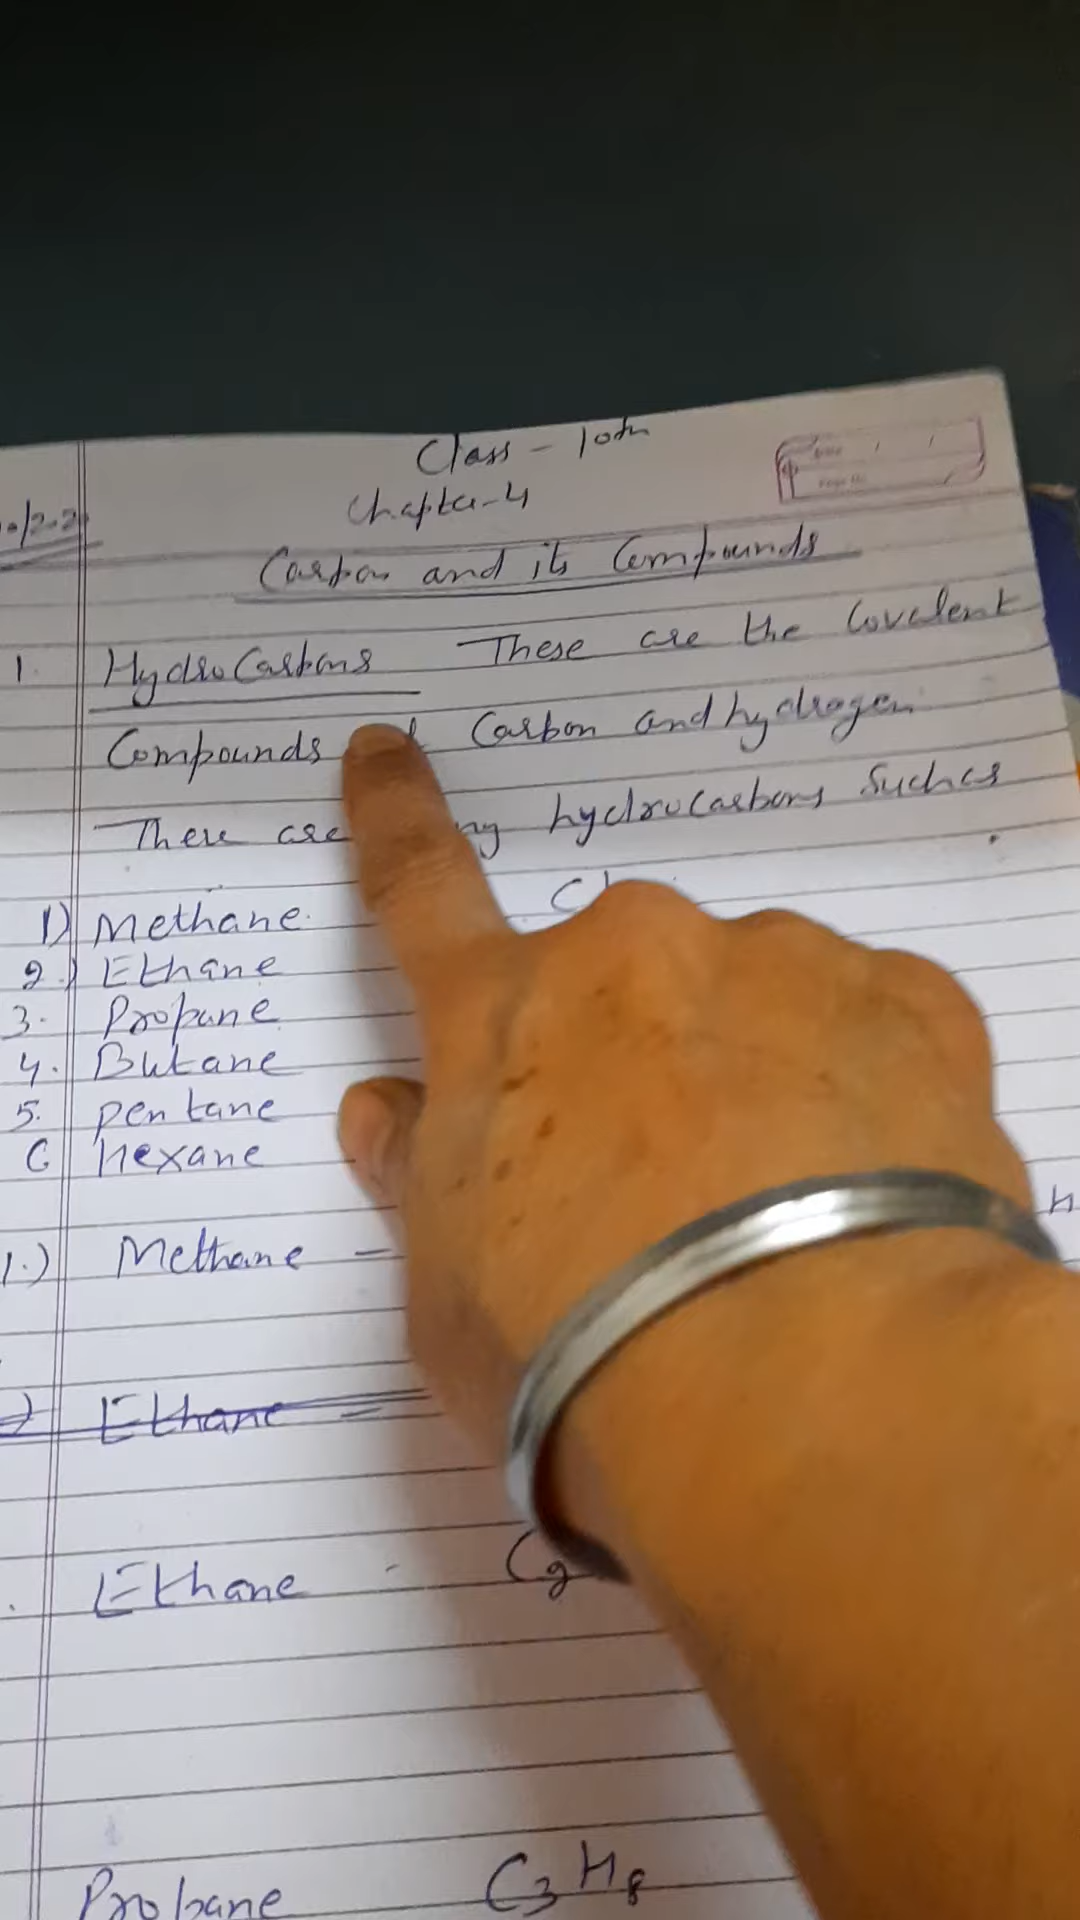 Class - 10th
Chapter-4
Carbon and its Compounds
1. HydroCarbons These are the Covalent
Compounds Carbon and hydrogen.
There are hydrocarbons Such as
1) Methane.
2.) Ethane
3. Propane
4. Butane
5. pentane
6 hexane
1.) Methane -
Ethane =
Ethane - C2
Propane C3H8